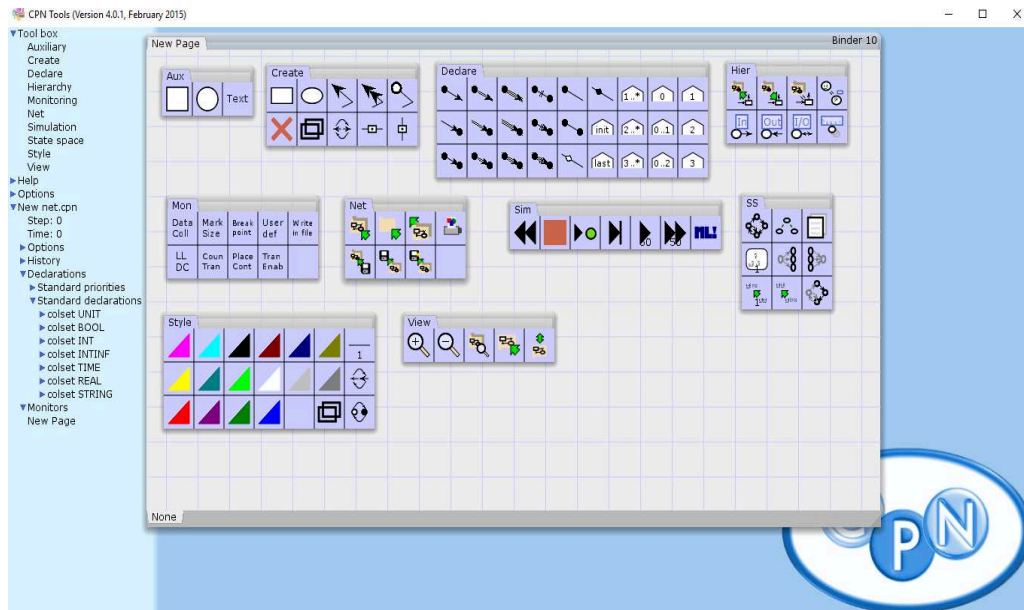 CPN Tools (Version 4.0.1, February 2015)
Tool box
Auxiliary
Create
Declare
Hierarchy
Monitoring
Net
Simulation
State space
Style
View
Help
Options
New net.cpn
Step: 0
Time: 0
Options
History
Declarations
Standard priorities
Standard declarations
colset UNIT
colset BOOL
colset INT
colset INTINF
colset TIME
colset REAL
colset STRING
Monitors
New Page
New Page
Binder 10
Aux
Text
Create
Declare
1..* 0 1
init 2..* 0..1 2
last 3..* 0..2 3
Hier
In Out I/O
Mon
Data Mark Break User Write
Coll Size point def in file
LL Coun Place Tran
DC Tran Cont Enab
Net
Sim
50 50 ML!
SS
Style
1
View
None
CPN